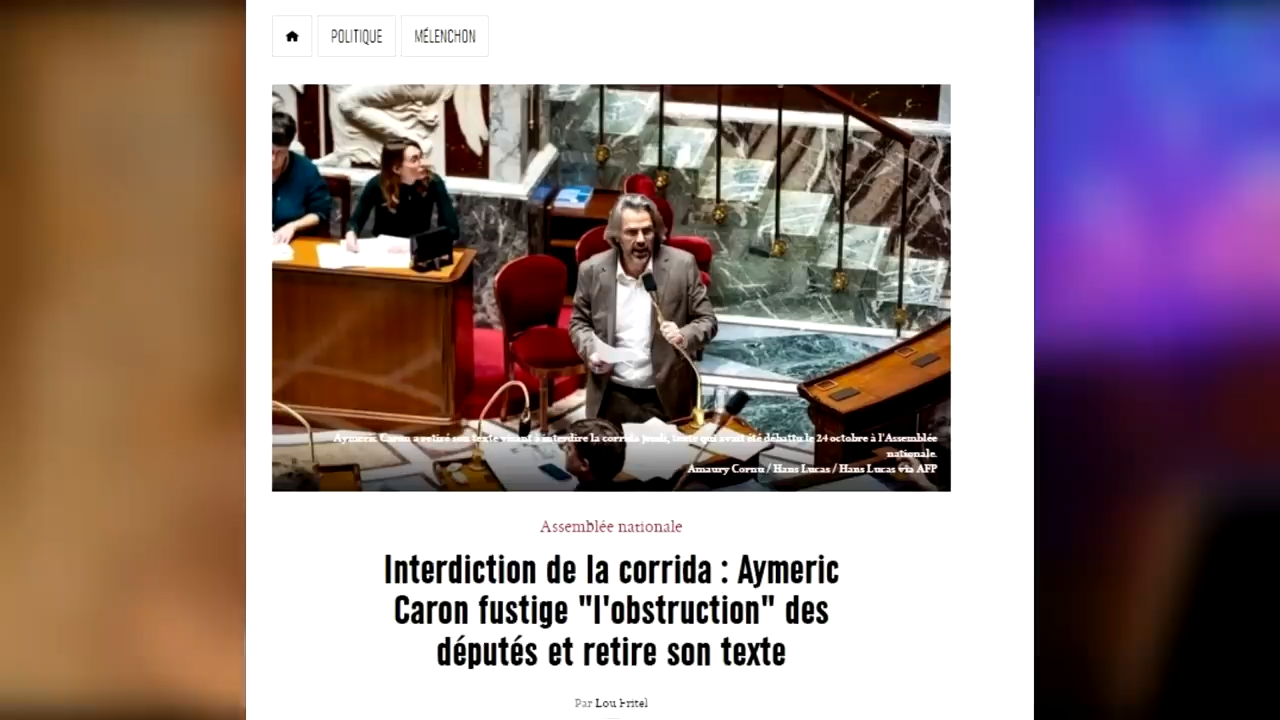 POLITIQUE
MÉLENCHON
Aymeric Caron a retiré son texte visant à interdire la corrida jeudi, texte qui avait été débattu le 24 octobre à l'Assemblée
nationale.
Amaury Cornu / Hans Lucas / Hans Lucas via AFP
Assemblée nationale
Interdiction de la corrida : Aymeric
Caron fustige "l'obstruction" des
députés et retire son texte
Par Lou Fritel